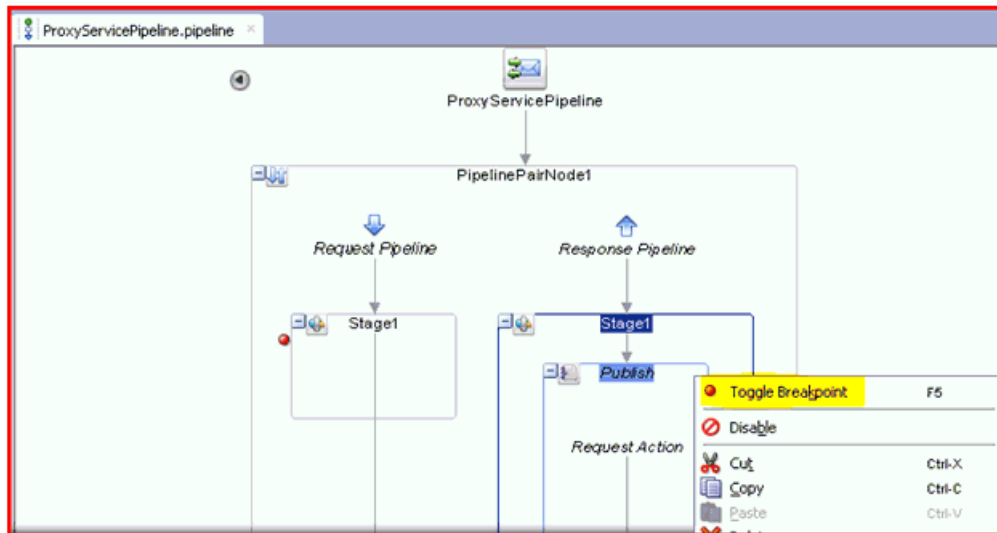 ProxyServicePipeline.pipeline
ProxyServicePipeline
PipelinePairNode1
Request Pipeline
Response Pipeline
Stage1
Stage1
Publish
Request Action
Toggle Breakpoint F5
Disable
Cut Ctrl-X
Copy Ctrl-C
Paste Ctrl-V